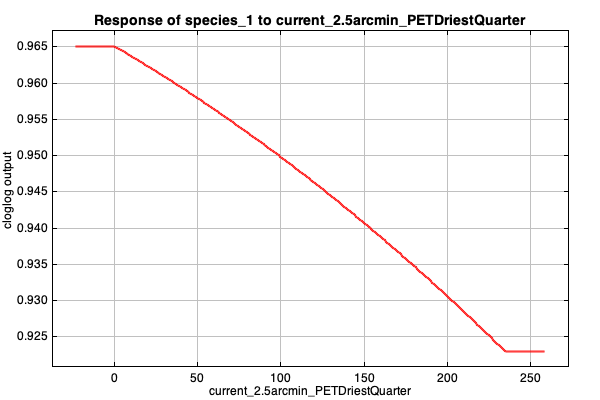 Response of species_1 to current_2.5arcmin_PETDriestQuarter
0.965
0.960
0.955
0.950
0.945
0.940
0.935
0.930
0.925
cloglog output
0 50 100 150 200 250
current_2.5arcmin_PETDriestQuarter